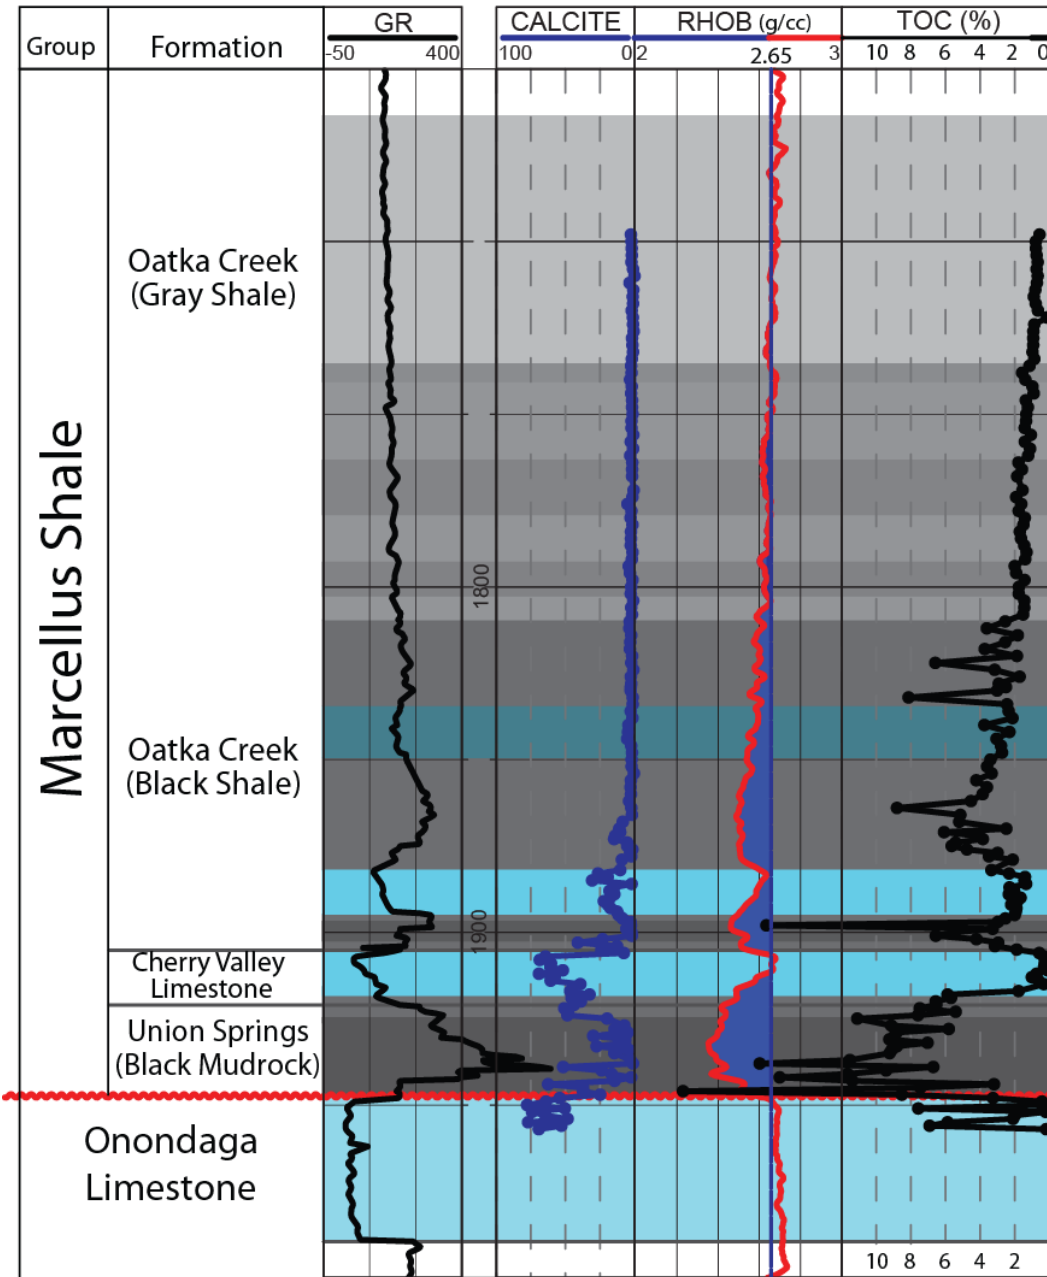 Group
Formation
GR
-50 400
CALCITE
100 0
RHOB (g/cc)
2 2.65 3
TOC (%)
10 8 6 4 2 0
Marcellus Shale
Oatka Creek
(Gray Shale)
1800
Oatka Creek
(Black Shale)
1900
Cherry Valley
Limestone
Union Springs
(Black Mudrock)
Onondaga
Limestone
10 8 6 4 2